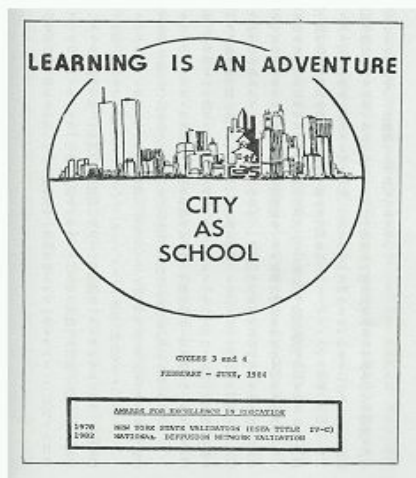 LEARNING IS AN ADVENTURE
CITY
AS
SCHOOL
CYCLES 3 and 4
FEBRUARY - JUNE, 1984
AWARDS FOR EXCELLENCE IN EDUCATION
1978 NEW YORK STATE VALIDATION (ESEA TITLE IV-C)
1982 NATIONAL DIFFUSION NETWORK VALIDATION